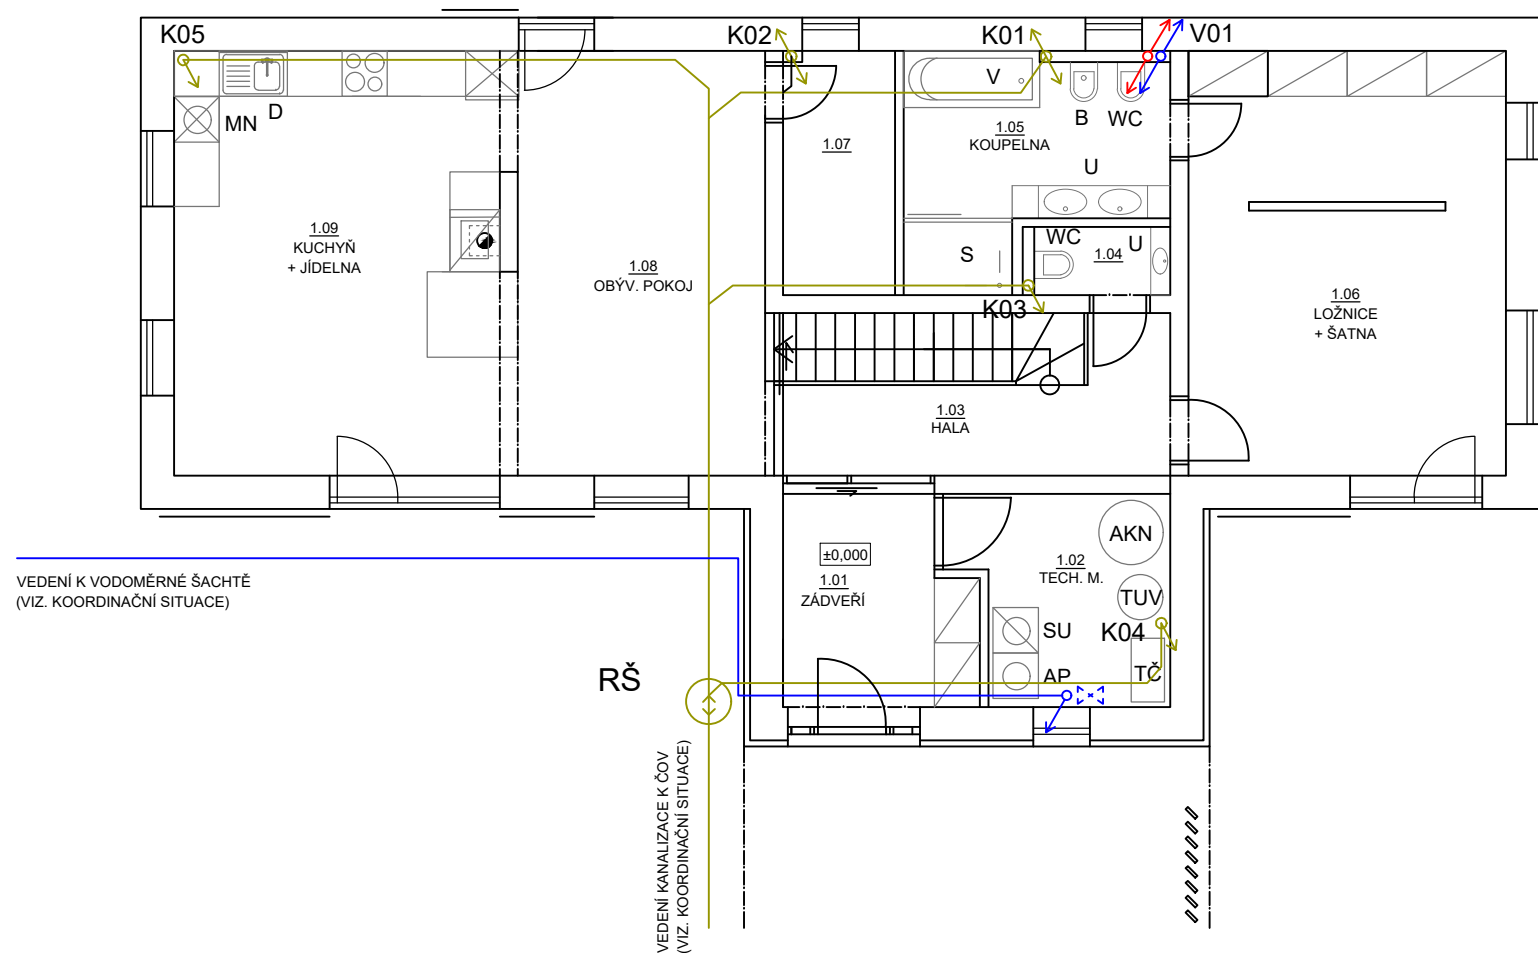 K05
K02
K01
V01
MN
D
V
B
WC
1.05
KOUPELNA
1.07
U
1.09
KUCHYŇ
+ JÍDELNA
1.08
OBÝV. POKOJ
S
WC
U
1.04
K03
1.06
LOŽNICE
+ ŠATNA
1.03
HALA
±0,000
1.01
ZÁDVEŘÍ
AKN
1.02
TECH. M.
TUV
SU
K04
AP
TČ
VEDENÍ K VODOMĚRNÉ ŠACHTĚ
(VIZ. KOORDINAČNÍ SITUACE)
RŠ
VEDENÍ KANALIZACE K ČOV
(VIZ. KOORDINAČNÍ SITUACE)